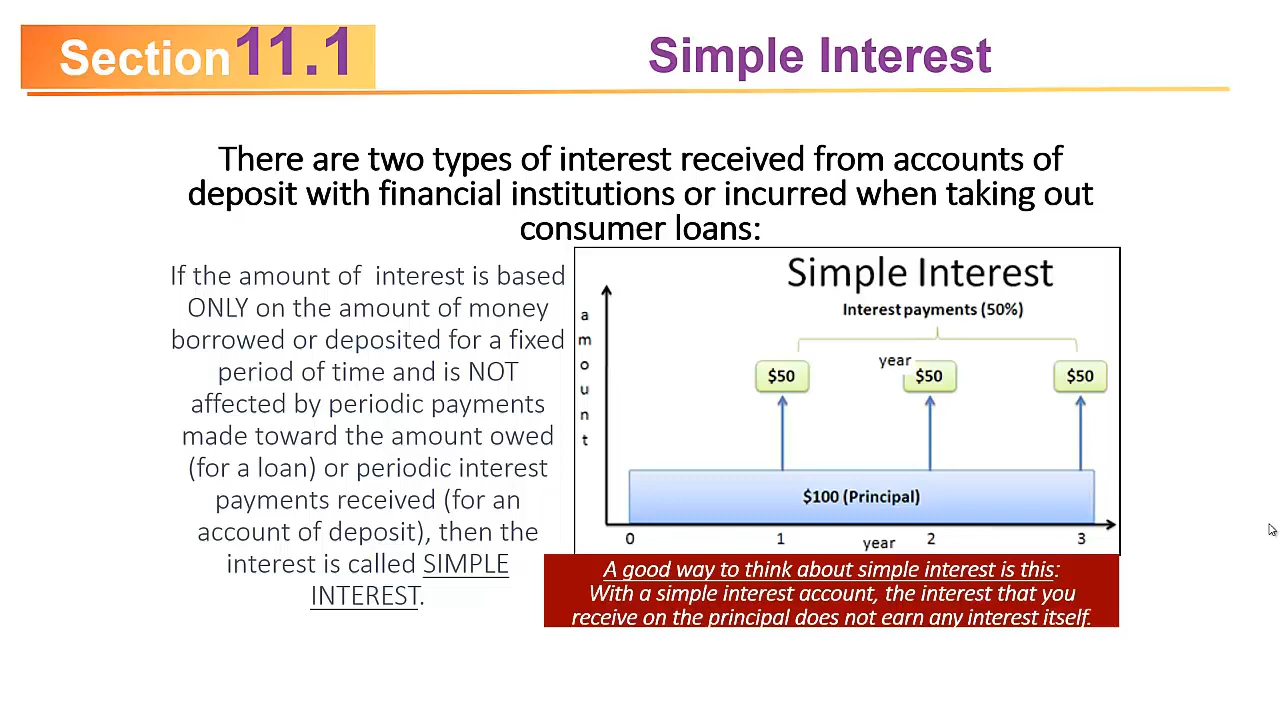 Section 11.1
Simple Interest
There are two types of interest received from accounts of
deposit with financial institutions or incurred when taking out
consumer loans:
If the amount of interest is based
ONLY on the amount of money
borrowed or deposited for a fixed
period of time and is NOT
affected by periodic payments
made toward the amount owed
(for a loan) or periodic interest
payments received (for an
account of deposit), then the
interest is called SIMPLE
INTEREST.
Simple Interest
Interest payments (50%)
amount
year
$50 $50 $50
$100 (Principal)
0 1 2 3
year
A good way to think about simple interest is this:
With a simple interest account, the interest that you
receive on the principal does not earn any interest itself.